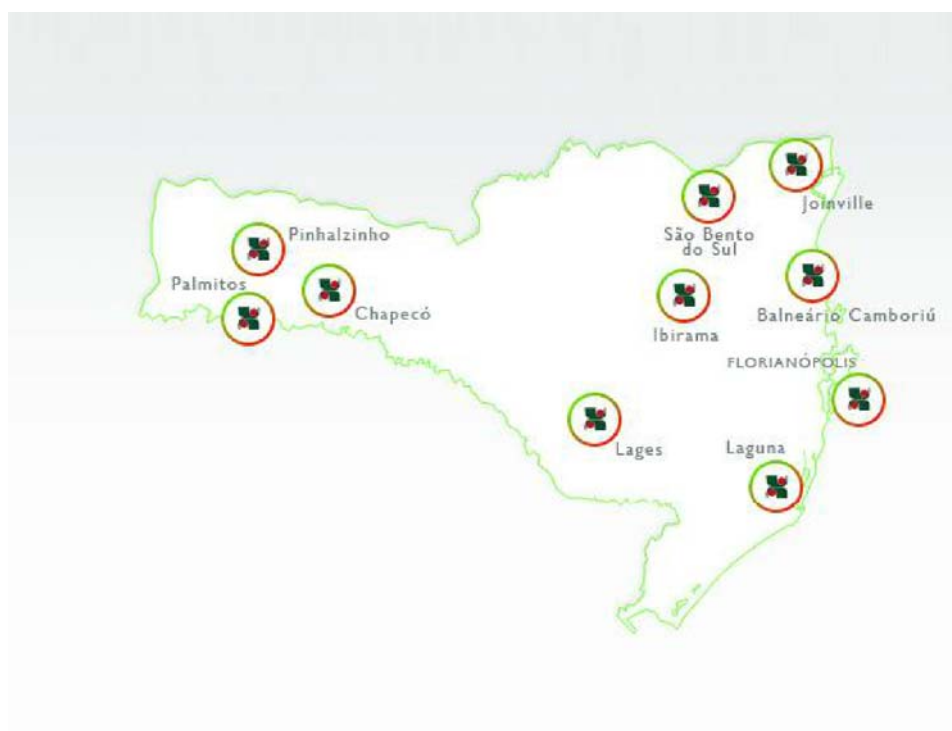 Joinville
São Bento
do Sul
Pinhalzinho
Palmitos
Chapecó
Balneário Camboriú
Ibirama
FLORIANÓPOLIS
Lages
Laguna